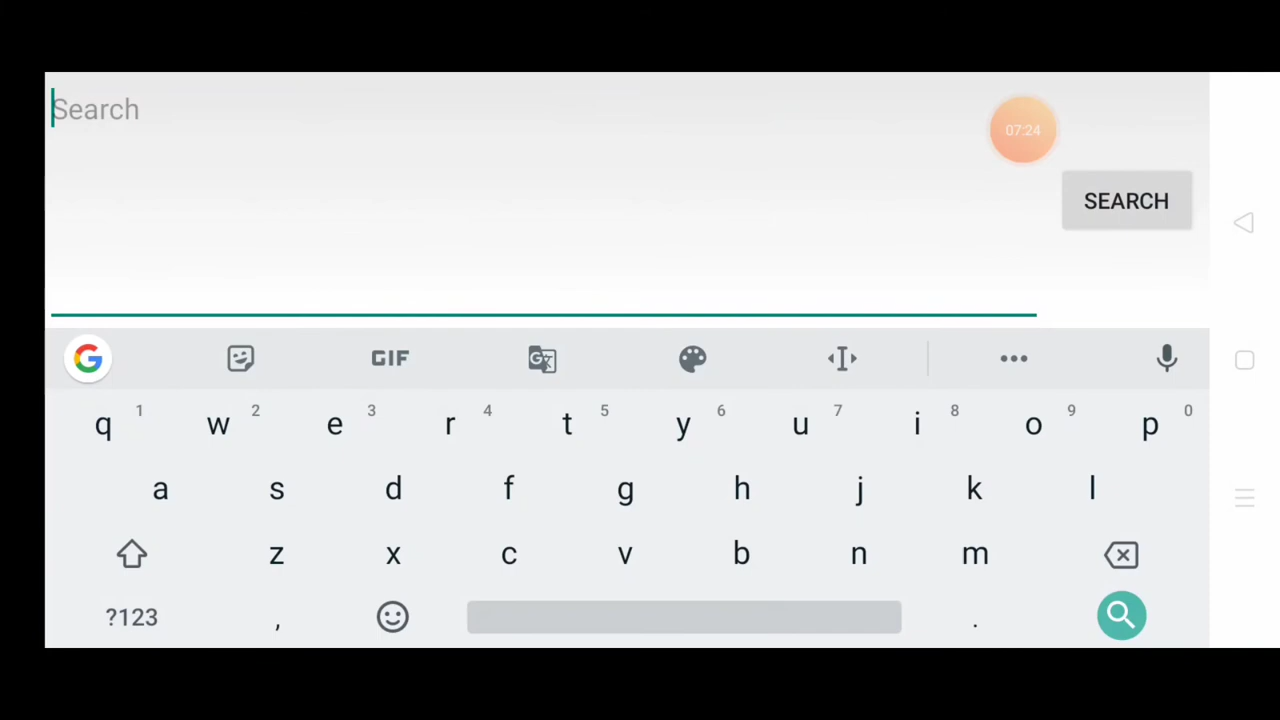 Search
07:24
SEARCH
G GIF G
q 1 w 2 e 3 r 4 t 5 y 6 u 7 i 8 o 9 p 0
a s d f g h j k l
z x c v b n m
?123 , .